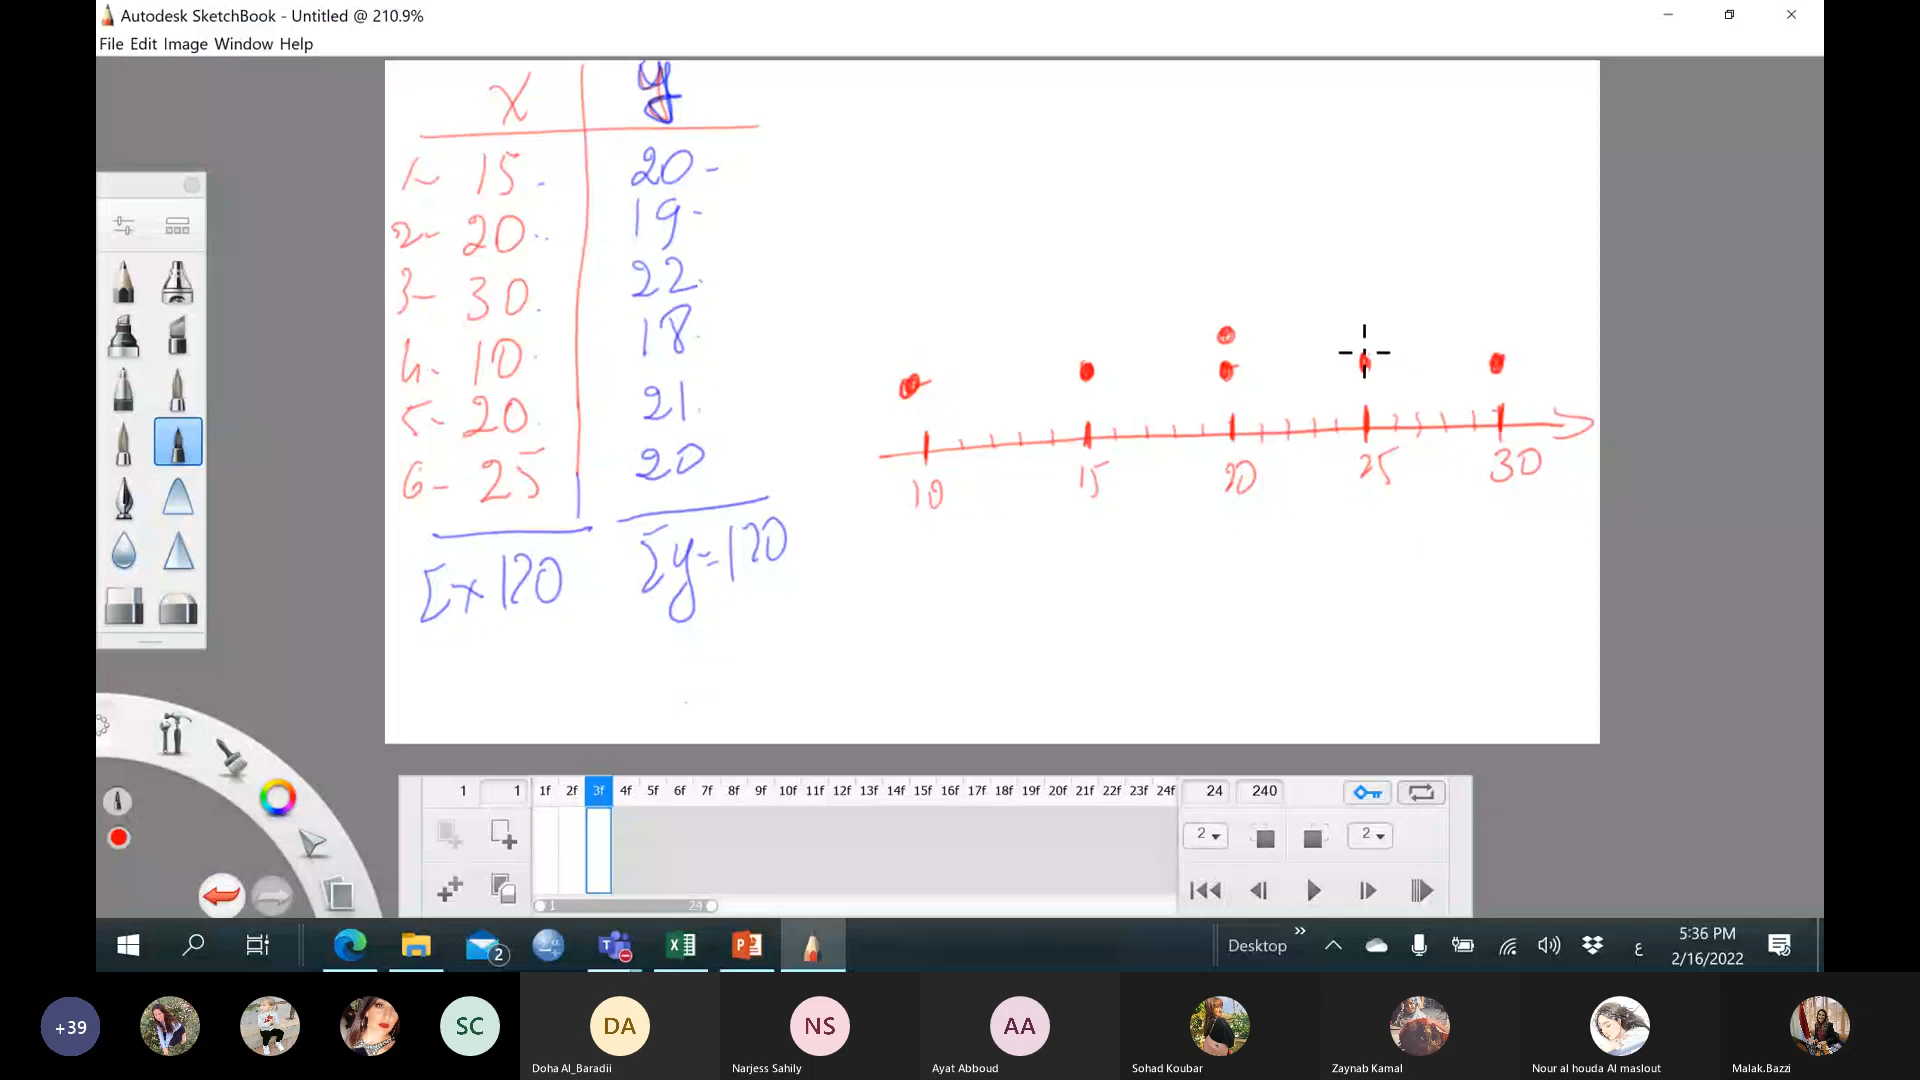 Autodesk SketchBook - Untitled @ 210.9%
File Edit Image Window Help
x y
1- 15 20
2- 20 19
3- 30 22
4- 10 18
5- 20 21
6- 25 20
Σx 120 Σy=120
10 15 20 25 30
1 1 1f 2f 3f 4f 5f 6f 7f 8f 9f 10f 11f 12f 13f 14f 15f 16f 17f 18f 19f 20f 21f 22f 23f 24f 24 240
2 2
1 24
2 Desktop ع 5:36 PM
2/16/2022
+39 SC DA NS AA
Doha Al_Baradii Narjess Sahily Ayat Abboud Sohad Koubar Zaynab Kamal Nour al houda Al maslout Malak.Bazzi